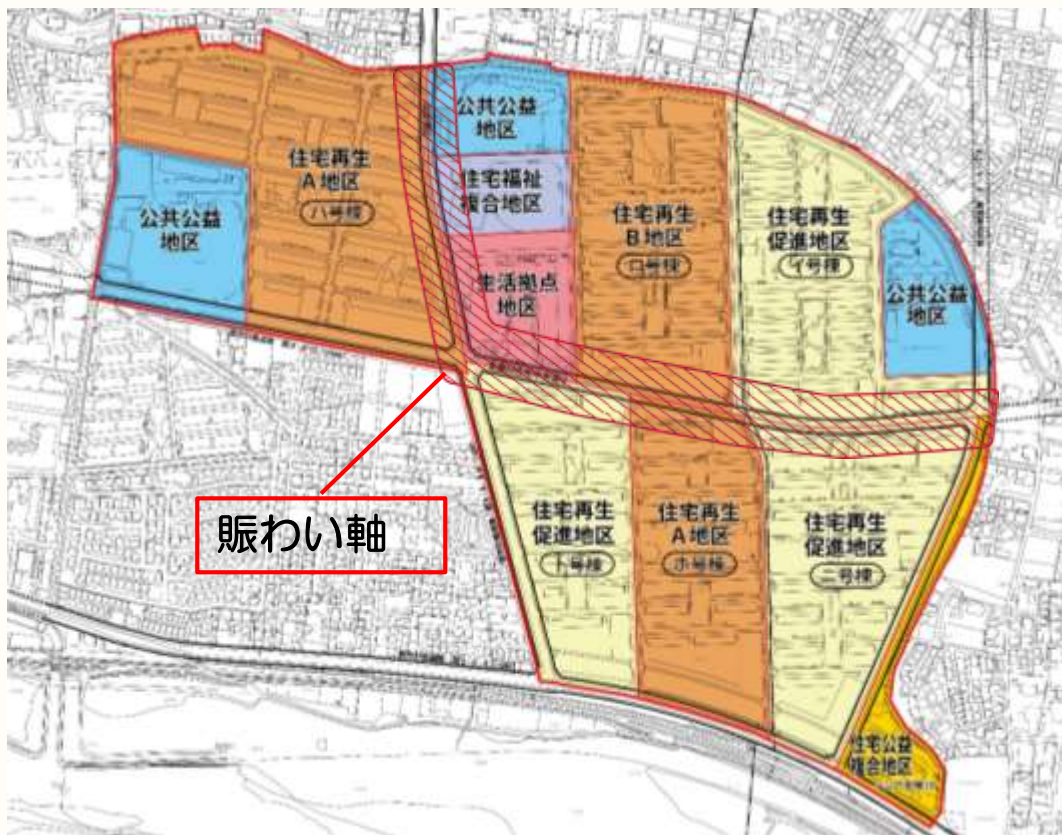 公共公益
地区
住宅再生
A地区
ハ号棟
公共公益
地区
住宅福祉
複合地区
生活拠点
地区
住宅再生
B地区
ロ号棟
住宅再生
促進地区
イ号棟
公共公益
地区
賑わい軸
住宅再生
促進地区
ト号棟
住宅再生
A地区
ホ号棟
住宅再生
促進地区
ニ号棟
住宅公益
複合地区